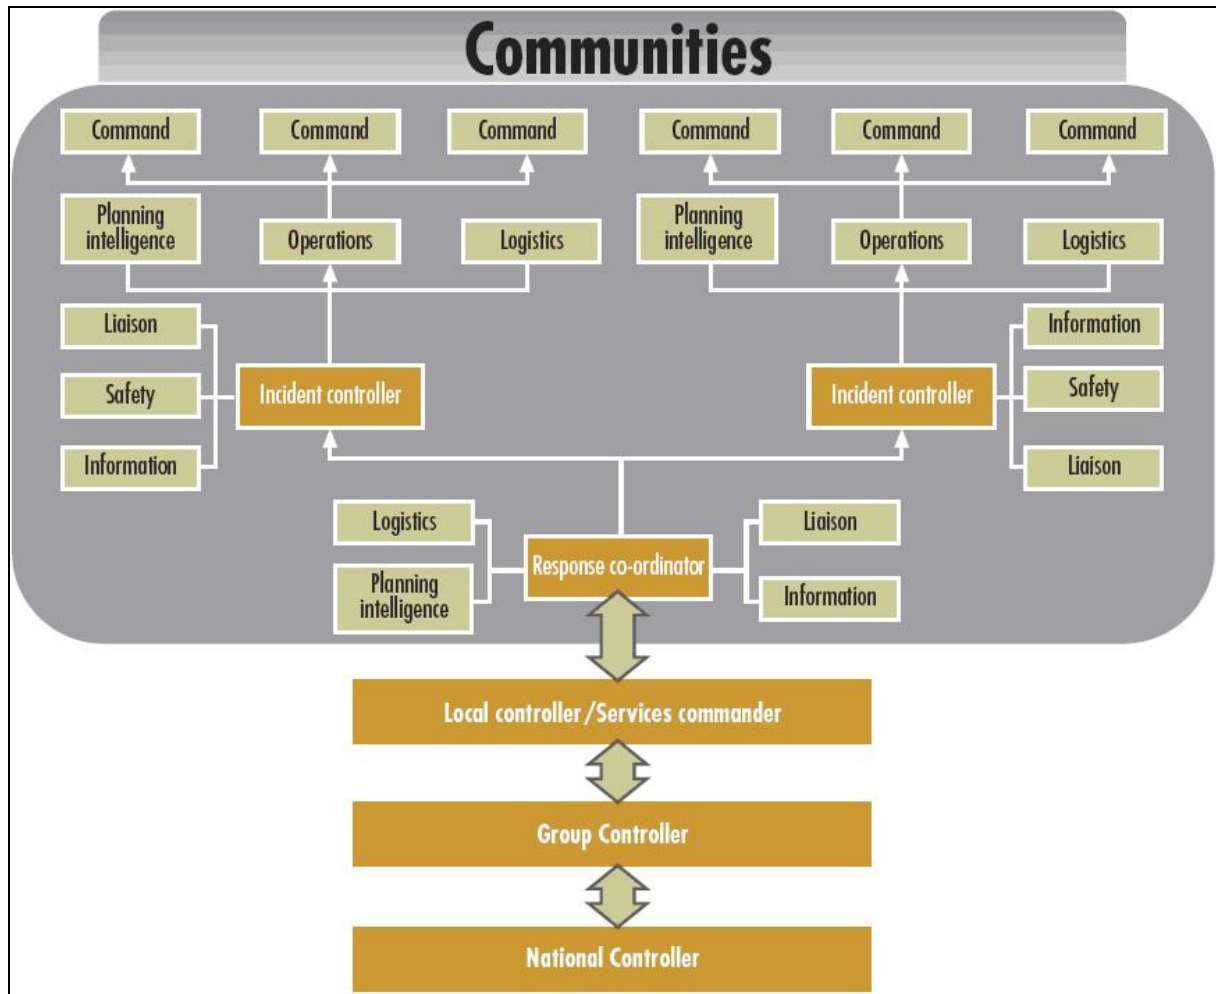 Communities
Command
Command
Command
Command
Command
Command
Planning
intelligence
Operations
Logistics
Planning
intelligence
Operations
Logistics
Liaison
Safety
Information
Incident controller
Incident controller
Information
Safety
Liaison
Logistics
Planning
intelligence
Response co-ordinator
Liaison
Information
Local controller/Services commander
Group Controller
National Controller